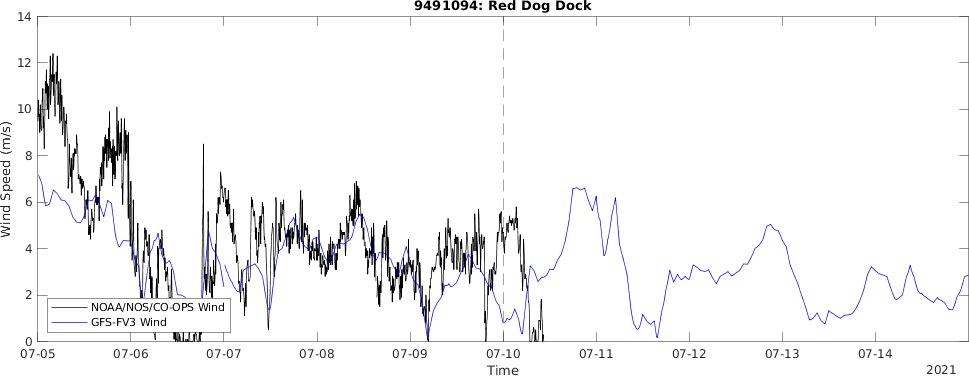 9491094: Red Dog Dock
14
12
10
8
6
4
2
0
Wind Speed (m/s)
NOAA/NOS/CO-OPS Wind
GFS-FV3 Wind
07-05 07-06 07-07 07-08 07-09 07-10 07-11 07-12 07-13 07-14
Time
2021